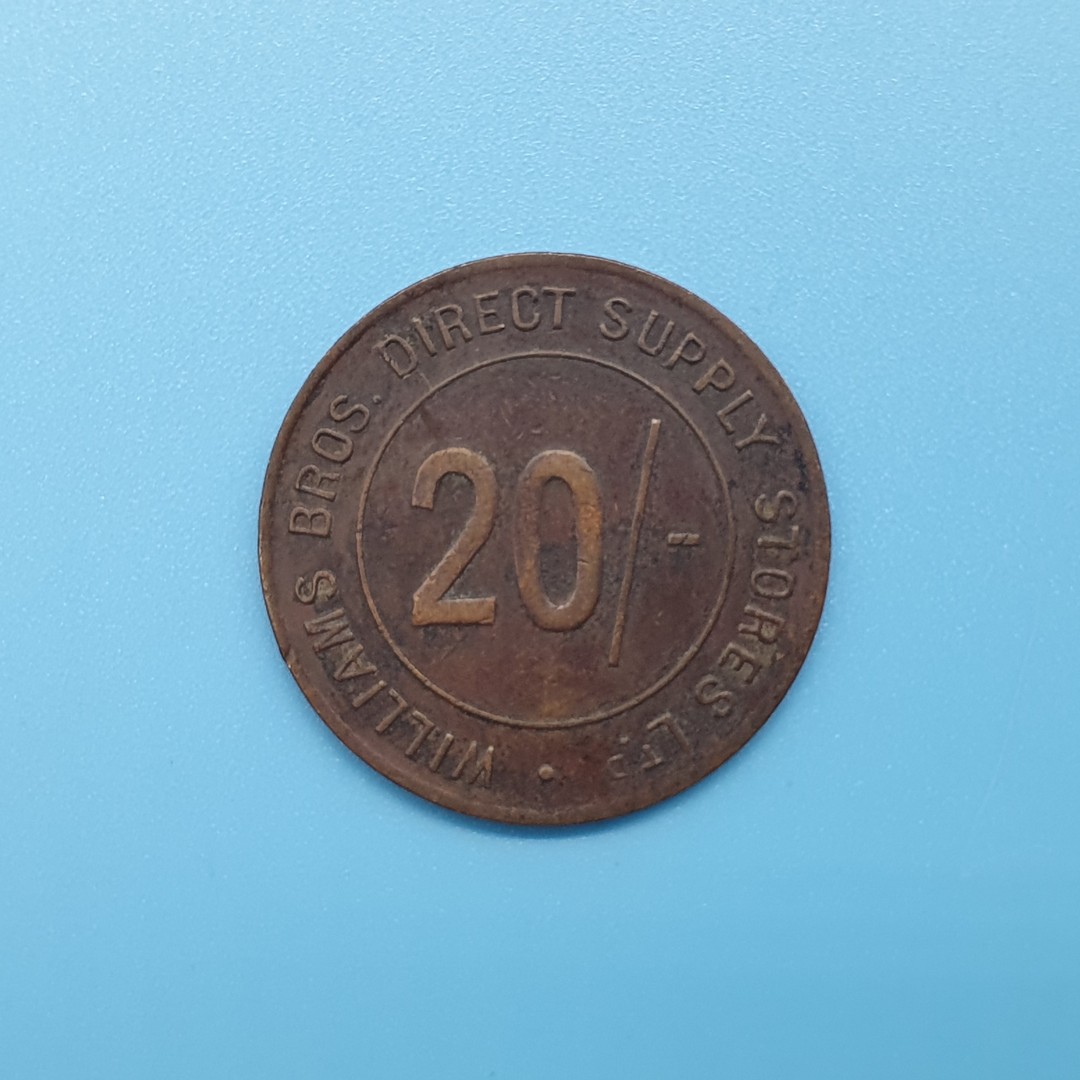 WILLIAMS BROS. DIRECT SUPPLY STORES LTD.
20/-